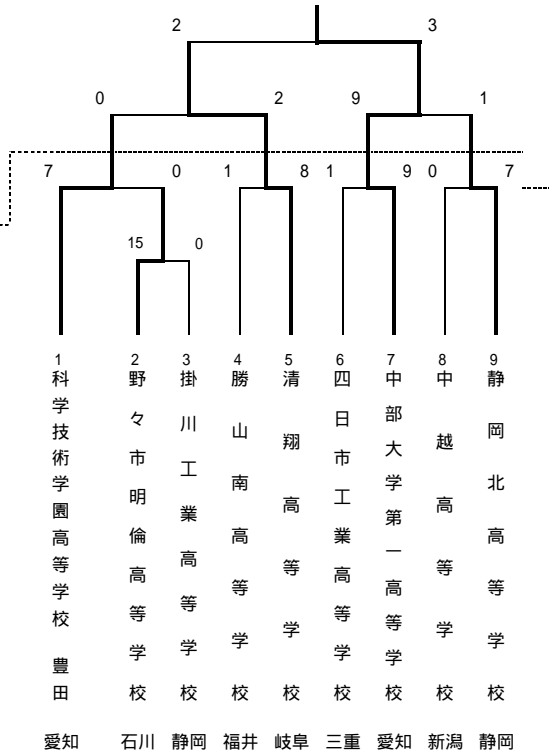 2 3
0 2 9 1
7 0 1 8 1 9 0 7
15 0
1 2 3 4 5 6 7 8 9
科学技術学園高等学校 豊田
野々市明倫高等学校
掛川工業高等学校
勝山南高等学校
清翔高等学校
四日市工業高等学校
中部大学第一高等学校
中越高等学校
静岡北高等学校
愛知 石川 静岡 福井 岐阜 三重 愛知 新潟 静岡